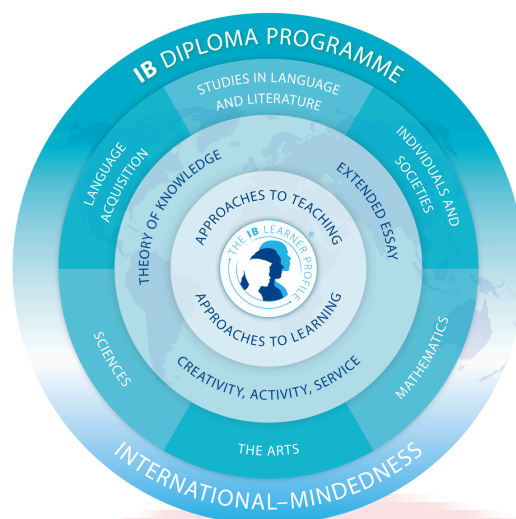 IB DIPLOMA PROGRAMME
STUDIES IN LANGUAGE
AND LITERATURE
LANGUAGE
ACQUISITION
INDIVIDUALS AND
SOCIETIES
THEORY OF KNOWLEDGE
EXTENDED ESSAY
APPROACHES TO TEACHING
THE IB LEARNER PROFILE
®
APPROACHES TO LEARNING
CREATIVITY, ACTIVITY, SERVICE
SCIENCES
MATHEMATICS
THE ARTS
INTERNATIONAL–MINDEDNESS